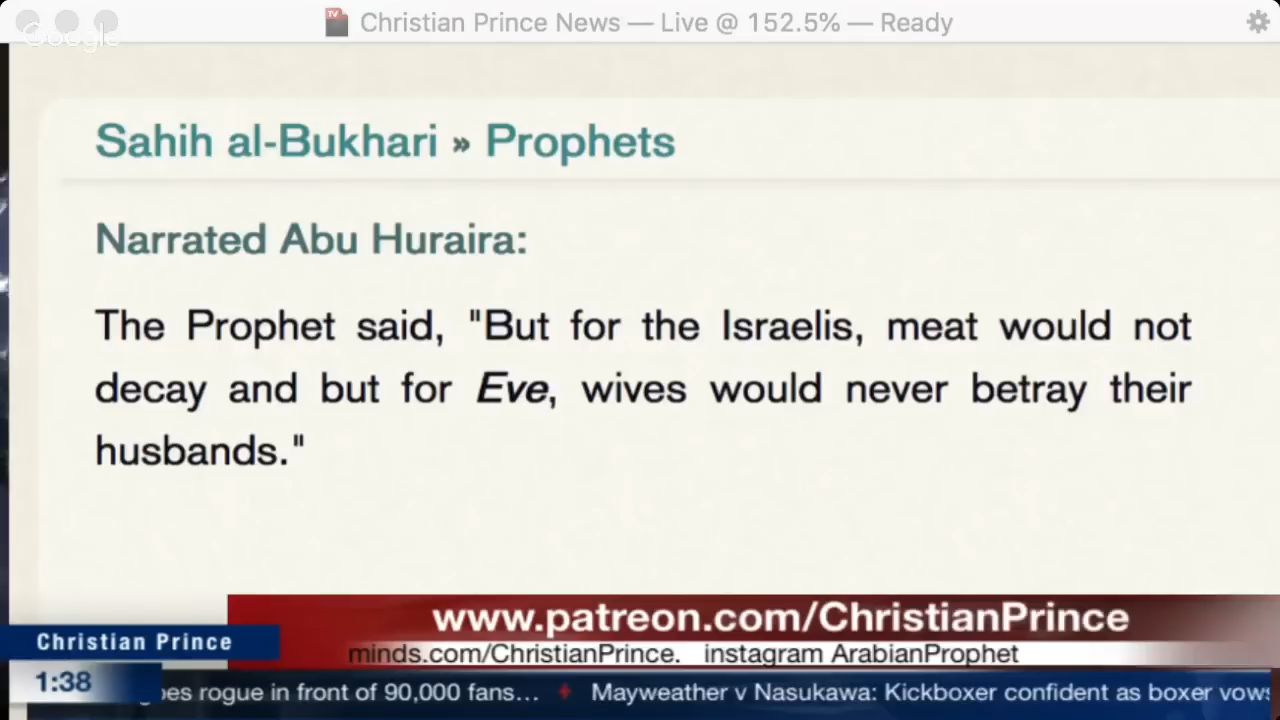 Christian Prince News — Live @ 152.5% — Ready
Google
Sahih al-Bukhari » Prophets
Narrated Abu Huraira:
The Prophet said, "But for the Israelis, meat would not
decay and but for Eve, wives would never betray their
husbands."
www.patreon.com/ChristianPrince
Christian Prince
minds.com/ChristianPrince. instagram ArabianProphet
1:38
rogue in front of 90,000 fans... ♦ Mayweather v Nasukawa: Kickboxer confident as boxer vows